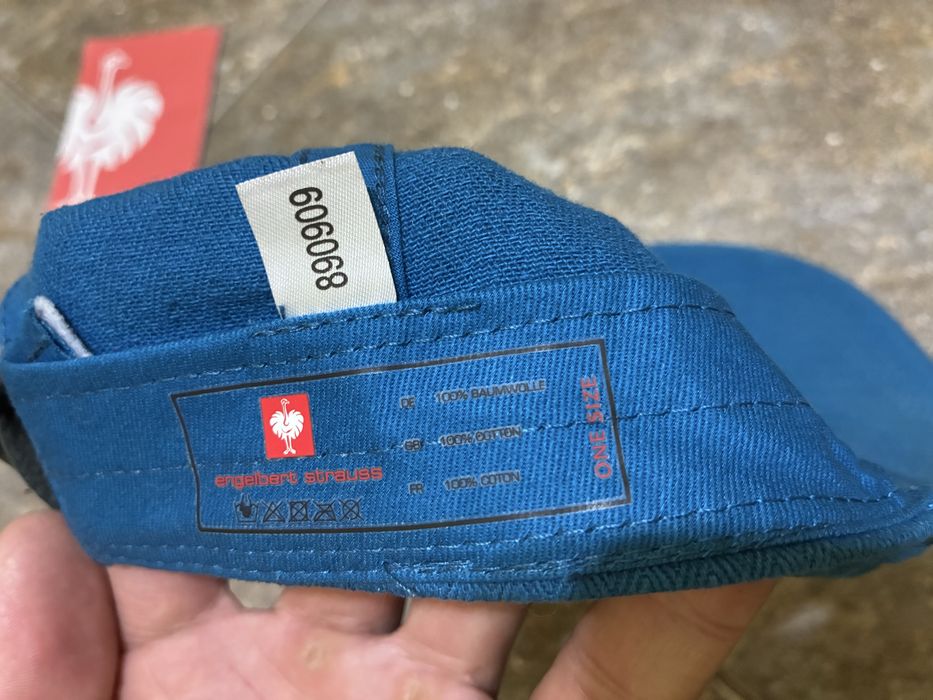 606068
DE 100% BAUMWOLLE
GB 100% COTTON
FR 100% COTON
ONE SIZE
engelbert strauss